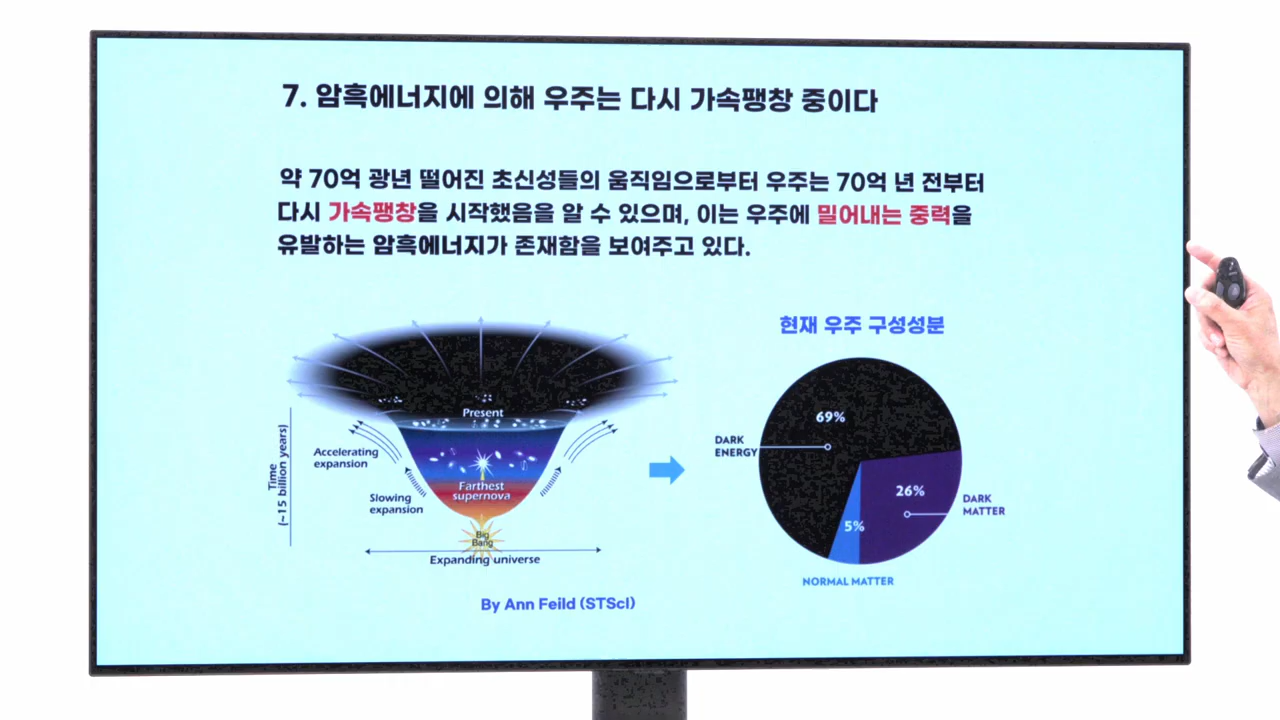 7. 암흑에너지에 의해 우주는 다시 가속팽창 중이다
약 70억 광년 떨어진 초신성들의 움직임으로부터 우주는 70억 년 전부터
다시 가속팽창을 시작했음을 알 수 있으며, 이는 우주에 밀어내는 중력을
유발하는 암흑에너지가 존재함을 보여주고 있다.
Present
Accelerating
expansion
Farthest
supernova
Slowing
expansion
Time
(~15 billion years)
Big
Bang
Expanding universe
By Ann Feild (STScI)
현재 우주 구성성분
69%
DARK
ENERGY
26%
DARK
MATTER
5%
NORMAL MATTER